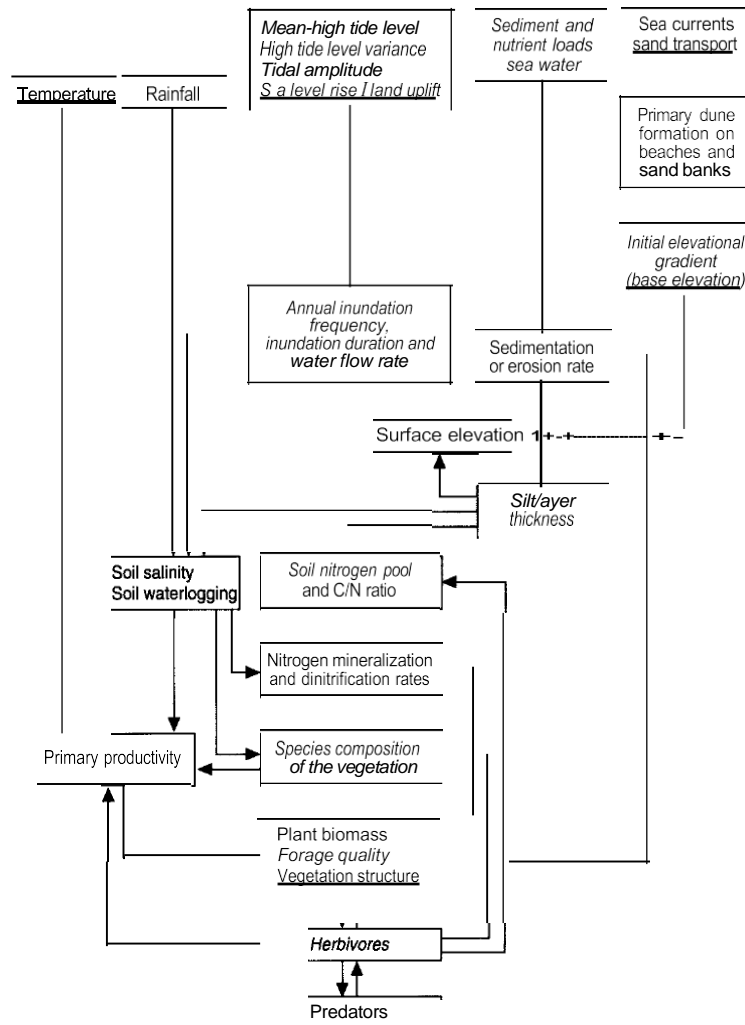 Mean-high tide level
High tide level variance
Tidal amplitude
S a level rise I land uplift
Sediment and
nutrient loads
sea water
Sea currents
sand transport
Temperature
Rainfall
Primary dune
formation on
beaches and
sand banks
Initial elevational
gradient
(base elevation)
Annual inundation
frequency,
inundation duration and
water flow rate
Sedimentation
or erosion rate
Surface elevation 1
Silt/ayer
thickness
Soil salinity
Soil waterlogging
Soil nitrogen pool
and C/N ratio
Nitrogen mineralization
and dinitrification rates
Primary productivity
Species composition
of the vegetation
Plant biomass
Forage quality
Vegetation structure
Herbivores
Predators